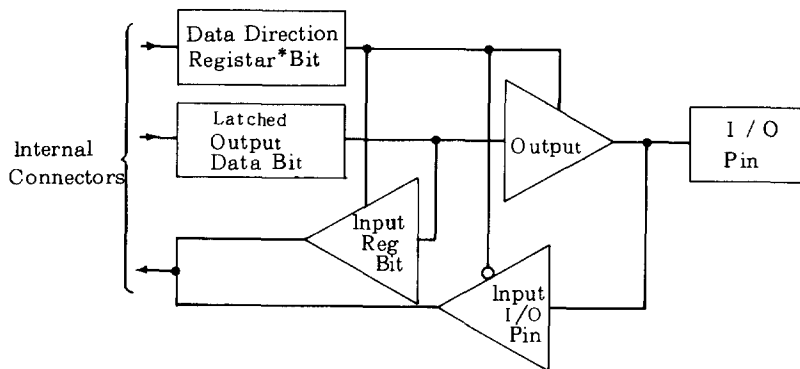 Data Direction
Registar* Bit
Latched
Output
Data Bit
Internal
Connectors
Output
I / O
Pin
Input
Reg
Bit
Input
I/O
Pin